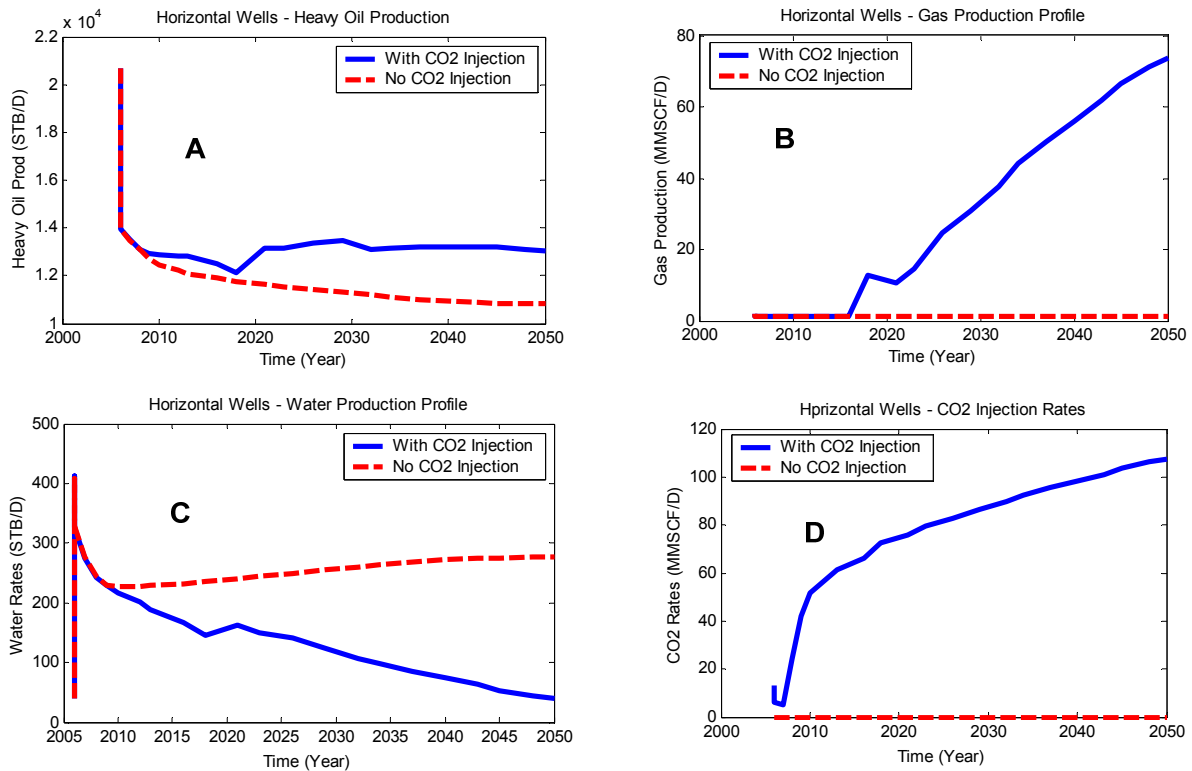 Horizontal Wells - Heavy Oil Production
x 10⁴
2.2
2
1.8
1.6
1.4
1.2
1
2000
2010
2020
2030
2040
2050
Heavy Oil Prod (STB/D)
Time (Year)
With CO2 Injection
No CO2 Injection
A
Horizontal Wells - Gas Production Profile
80
60
40
20
0
2000
2010
2020
2030
2040
2050
Gas Production (MMSCF/D)
Time (Year)
With CO2 Injection
No CO2 Injection
B
Horizontal Wells - Water Production Profile
500
400
300
200
100
0
2005
2010
2015
2020
2025
2030
2035
2040
2045
2050
Water Rates (STB/D)
Time (Year)
With CO2 Injection
No CO2 Injection
C
Hprizontal Wells - CO2 Injection Rates
120
100
80
60
40
20
0
2000
2010
2020
2030
2040
2050
CO2 Rates (MMSCF/D)
Time (Year)
With CO2 Injection
No CO2 Injection
D